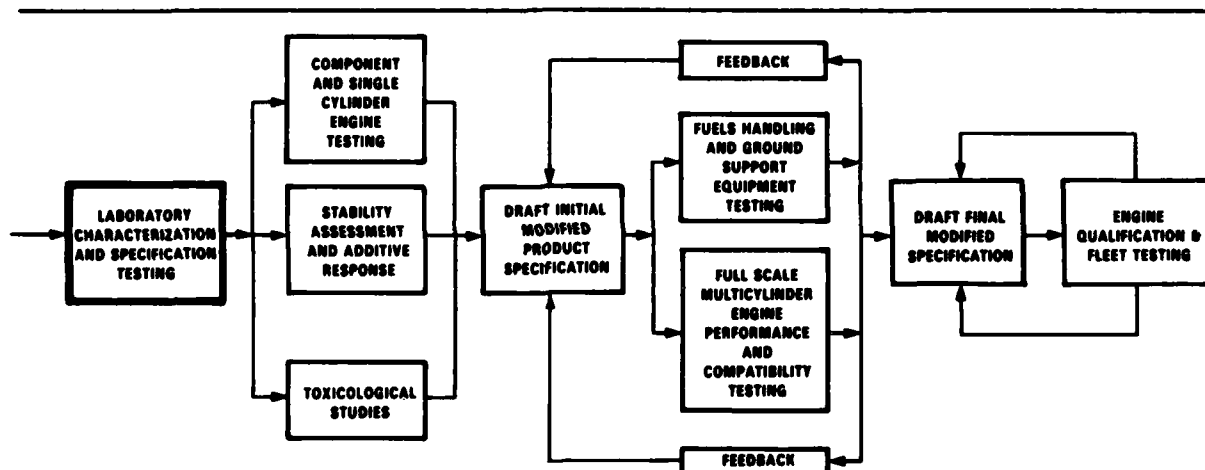 LABORATORY
CHARACTERIZATION
AND SPECIFICATION
TESTING
COMPONENT
AND SINGLE
CYLINDER
ENGINE
TESTING
STABILITY
ASSESSMENT
AND ADDITIVE
RESPONSE
TOXICOLOGICAL
STUDIES
DRAFT INITIAL
MODIFIED
PRODUCT
SPECIFICATION
FEEDBACK
FUELS HANDLING
AND GROUND
SUPPORT
EQUIPMENT
TESTING
FULL SCALE
MULTICYLINDER
ENGINE
PERFORMANCE
AND
COMPATIBILITY
TESTING
FEEDBACK
DRAFT FINAL
MODIFIED
SPECIFICATION
ENGINE
QUALIFICATION &
FLEET TESTING